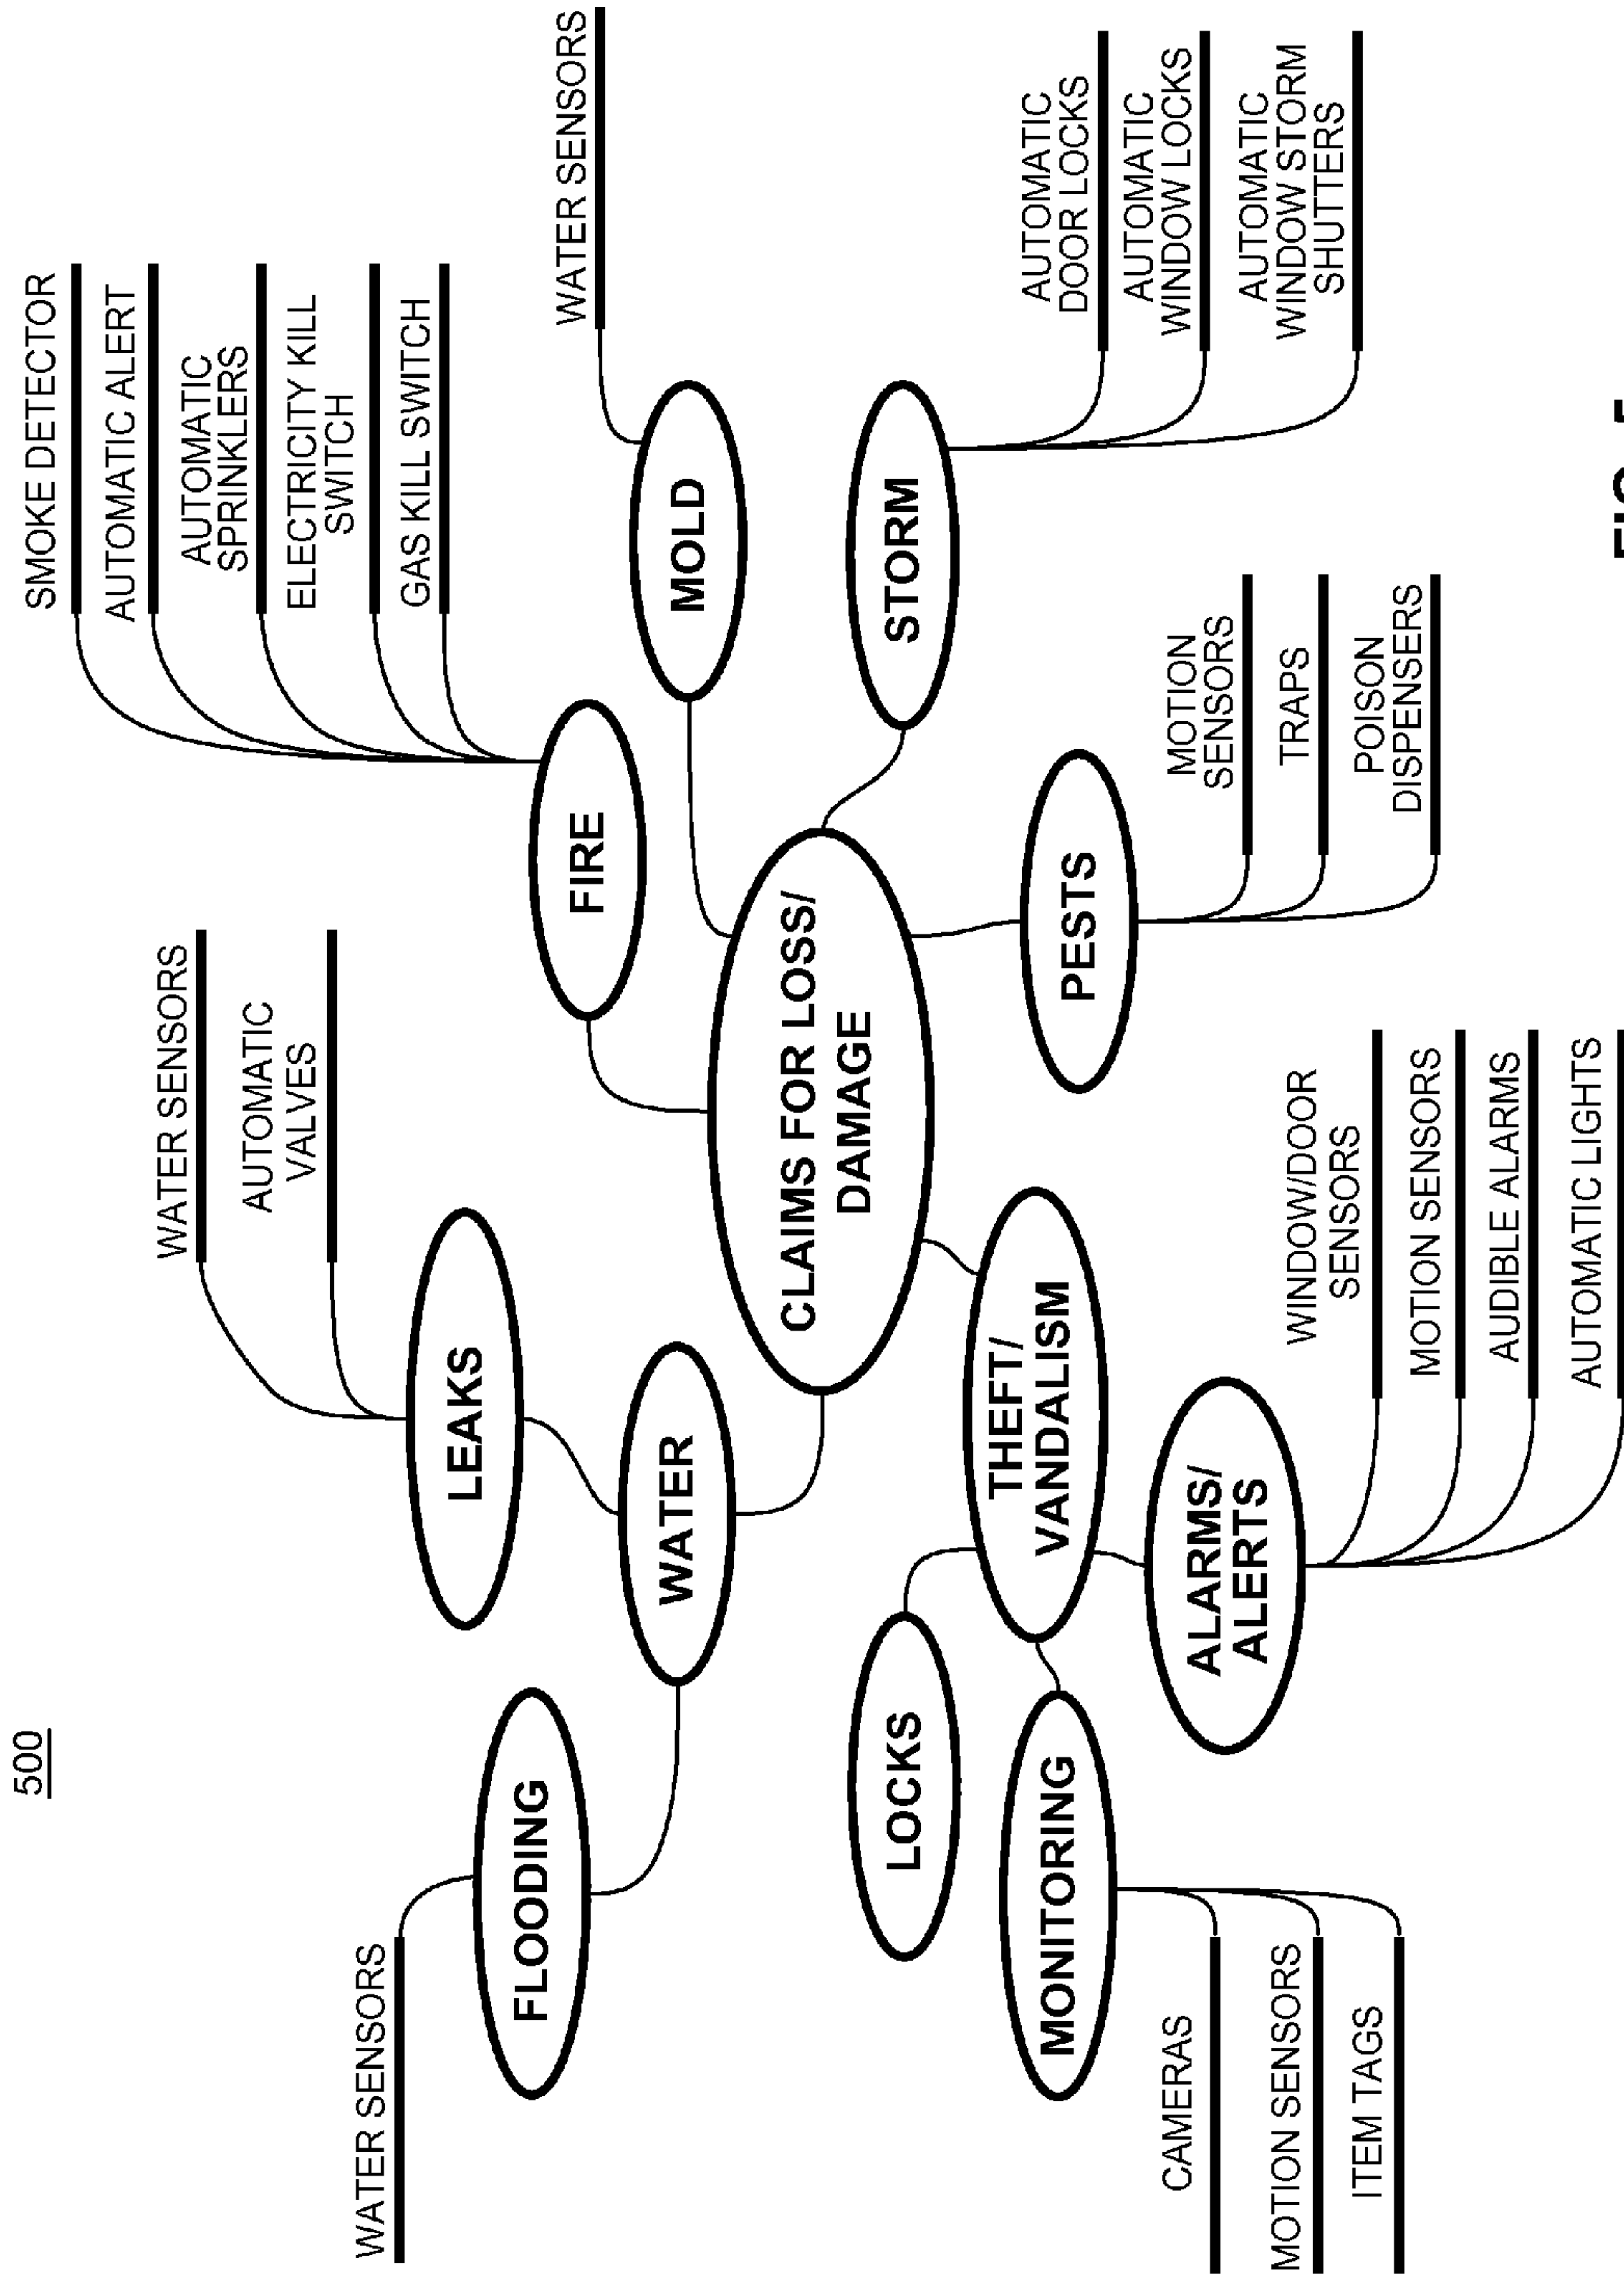 500
WATER SENSORS
FLOODING
WATER SENSORS
AUTOMATIC
VALVES
LEAKS
WATER
SMOKE DETECTOR
AUTOMATIC ALERT
AUTOMATIC
SPRINKLERS
ELECTRICITY KILL
SWITCH
GAS KILL SWITCH
FIRE
WATER SENSORS
MOLD
CLAIMS FOR LOSS/
DAMAGE
STORM
AUTOMATIC
DOOR LOCKS
AUTOMATIC
WINDOW LOCKS
AUTOMATIC
WINDOW STORM
SHUTTERS
LOCKS
THEFT/
VANDALISM
MONITORING
CAMERAS
MOTION SENSORS
ITEM TAGS
ALARMS/
ALERTS
WINDOW/DOOR
SENSORS
MOTION SENSORS
AUDIBLE ALARMS
AUTOMATIC LIGHTS
PESTS
MOTION
SENSORS
TRAPS
POISON
DISPENSERS